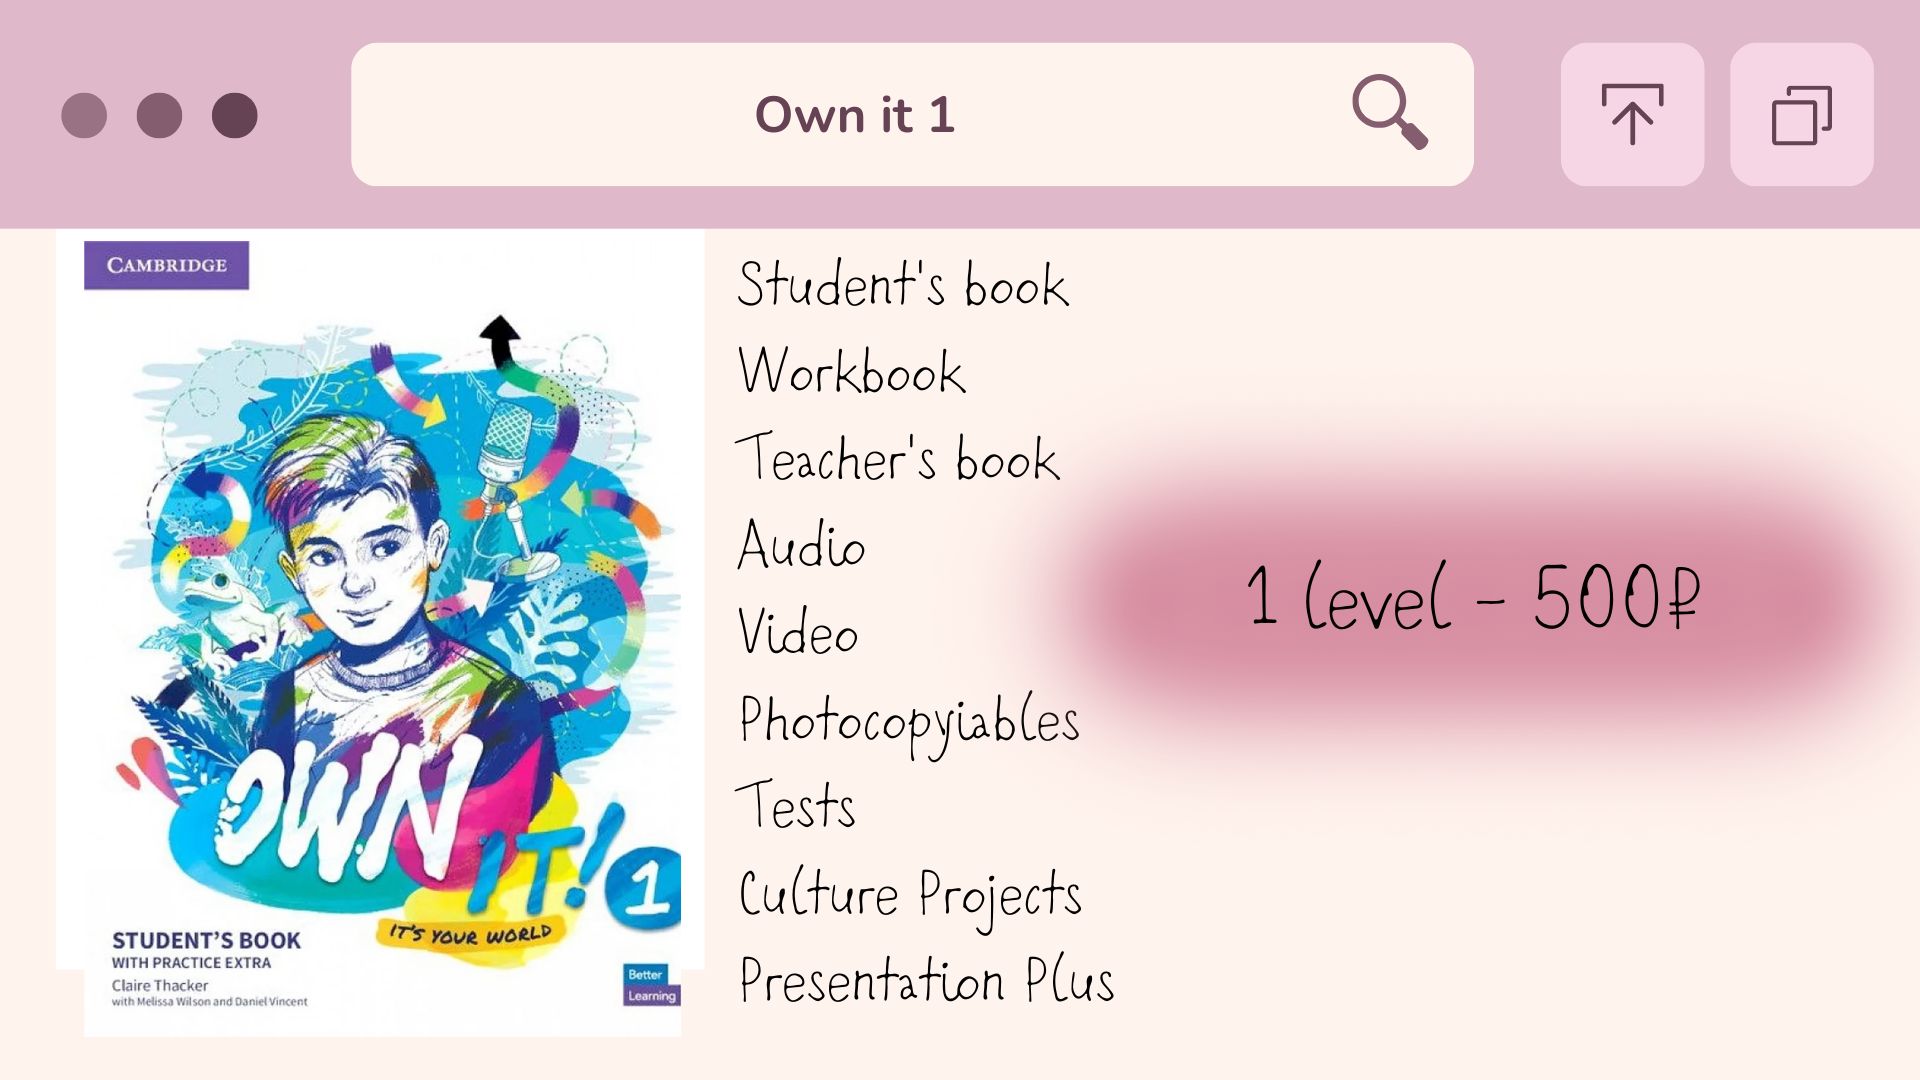 Own it 1
CAMBRIDGE
OWN
IT! 1
IT'S YOUR WORLD
STUDENT'S BOOK
WITH PRACTICE EXTRA
Claire Thacker
with Melissa Wilson and Daniel Vincent
Better
Learning
Student's book
Workbook
Teacher's book
Audio
Video
Photocopyiables
Tests
Culture Projects
Presentation Plus
1 level - 500₽